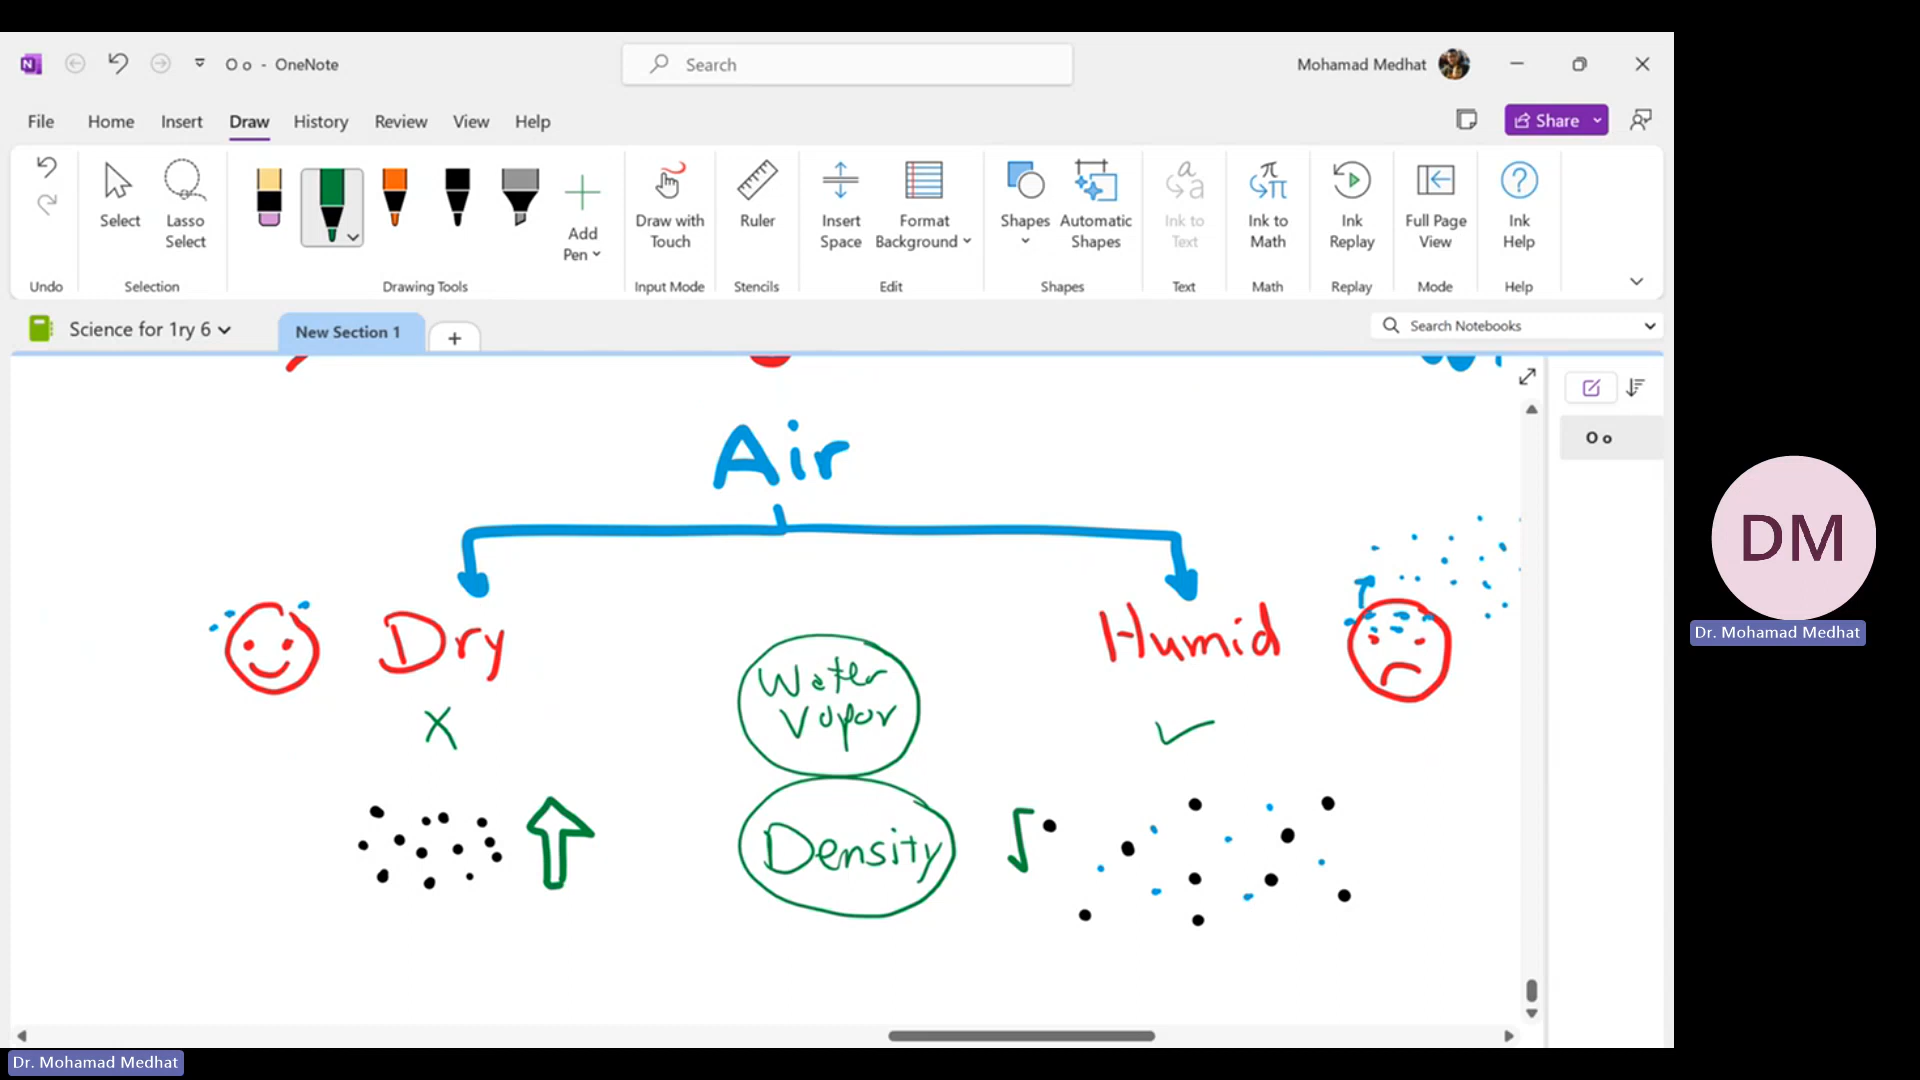 O o - OneNote
Search
Mohamad Medhat
File Home Insert Draw History Review View Help
Share
Select
Lasso Select
Add Pen
Draw with Touch
Ruler
Insert Space
Format Background
Shapes
Automatic Shapes
Ink to Text
Ink to Math
Ink Replay
Full Page View
Ink Help
Undo Selection Drawing Tools Input Mode Stencils Edit Shapes Text Math Replay Mode Help
Science for 1ry 6
New Section 1
Search Notebooks
O o
Air
Dry
Humid
Water
Vapor
X
Density
DM
Dr. Mohamad Medhat
Dr. Mohamad Medhat